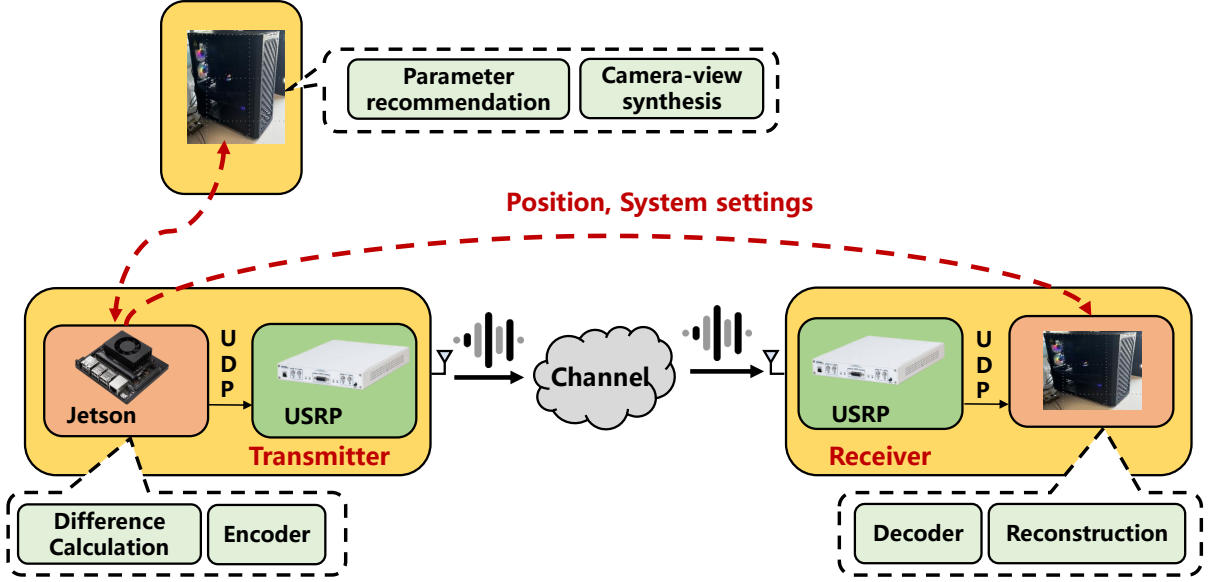 Parameter
recommendation
Camera-view
synthesis
Position, System settings
Jetson
U
D
P
USRP
Transmitter
Channel
USRP
U
D
P
Receiver
Difference
Calculation
Encoder
Decoder
Reconstruction